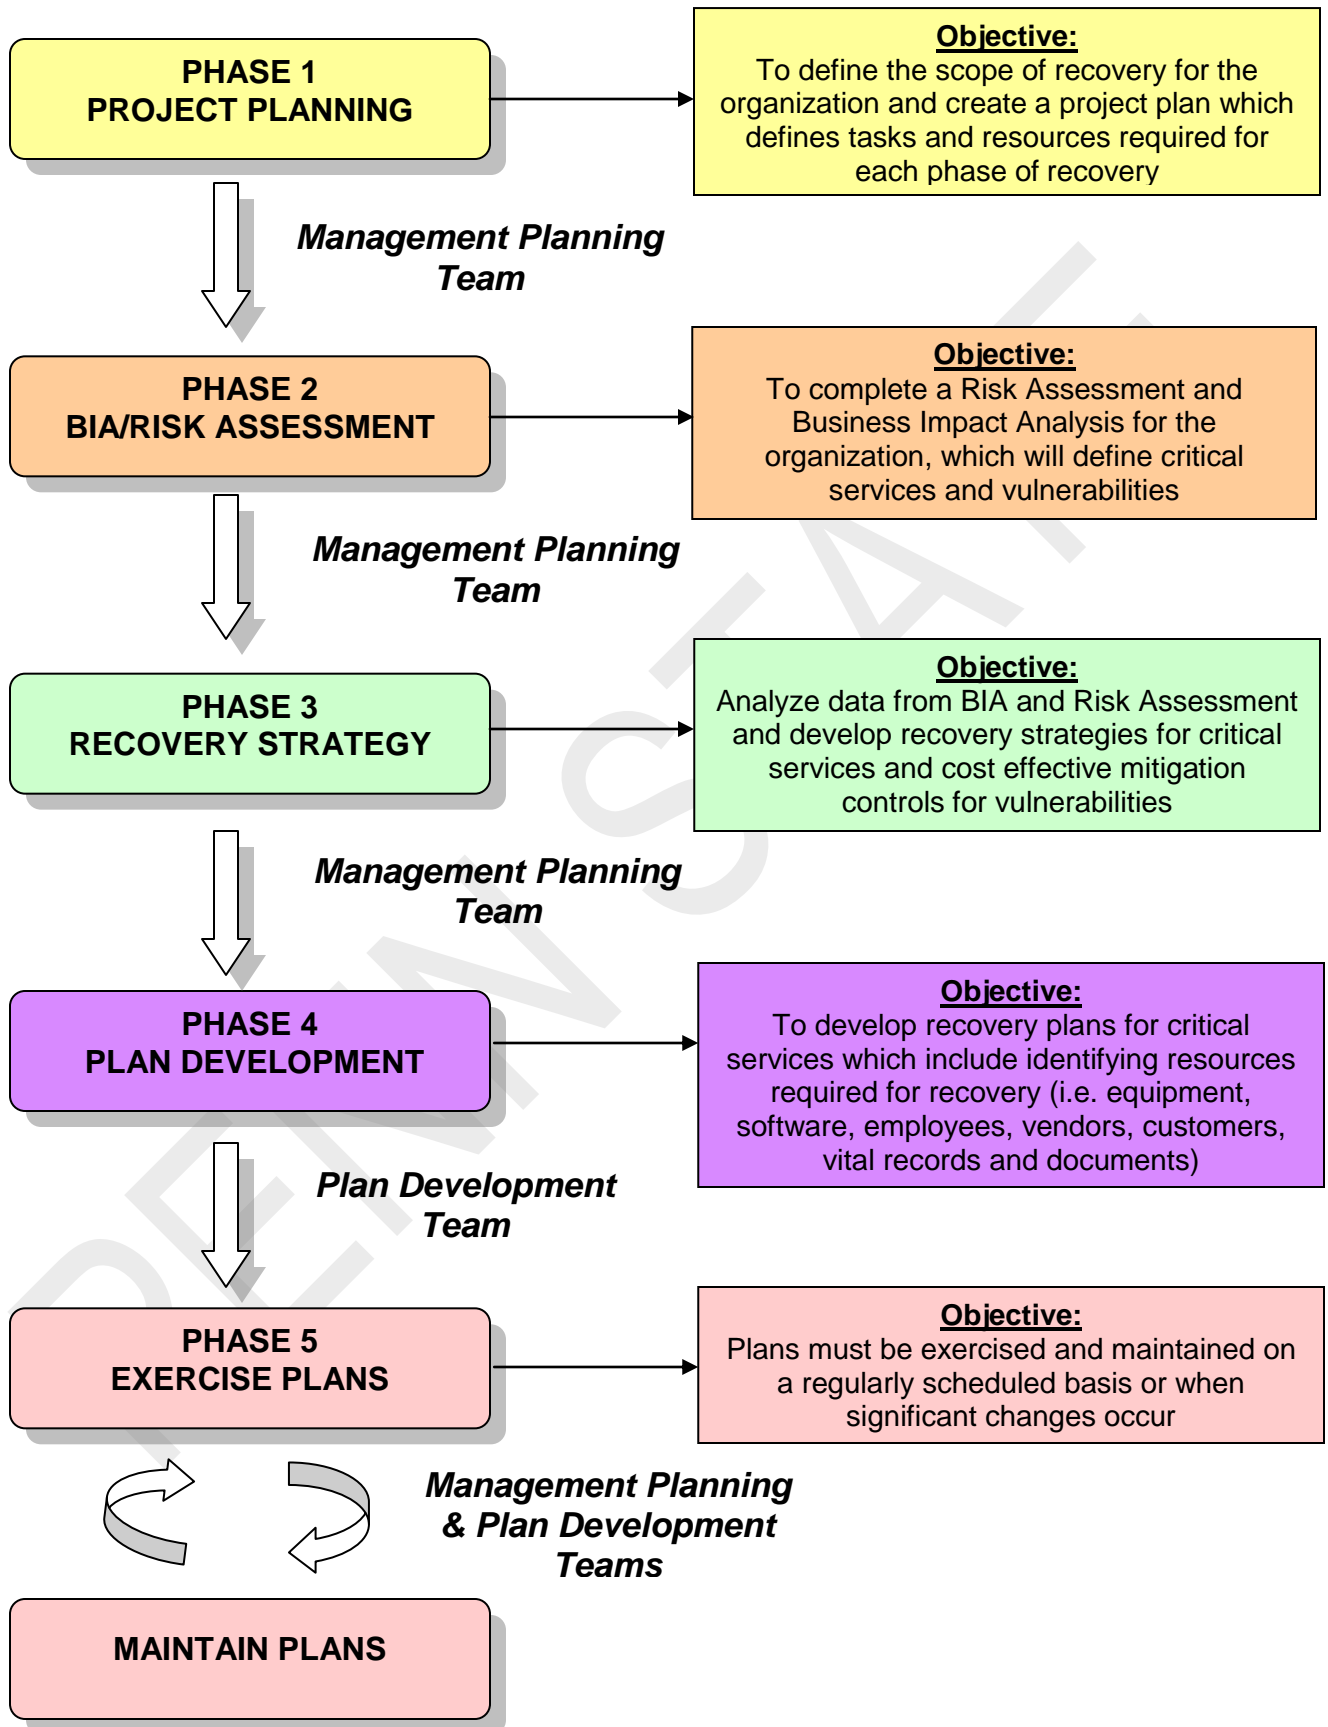 PHASE 1
PROJECT PLANNING
Objective:
To define the scope of recovery for the
organization and create a project plan which
defines tasks and resources required for
each phase of recovery
Management Planning
Team
PHASE 2
BIA/RISK ASSESSMENT
Objective:
To complete a Risk Assessment and
Business Impact Analysis for the
organization, which will define critical
services and vulnerabilities
Management Planning
Team
PHASE 3
RECOVERY STRATEGY
Objective:
Analyze data from BIA and Risk Assessment
and develop recovery strategies for critical
services and cost effective mitigation
controls for vulnerabilities
Management Planning
Team
PHASE 4
PLAN DEVELOPMENT
Objective:
To develop recovery plans for critical
services which include identifying resources
required for recovery (i.e. equipment,
software, employees, vendors, customers,
vital records and documents)
Plan Development
Team
PHASE 5
EXERCISE PLANS
Objective:
Plans must be exercised and maintained on
a regularly scheduled basis or when
significant changes occur
Management Planning
& Plan Development
Teams
MAINTAIN PLANS
PENN STATE